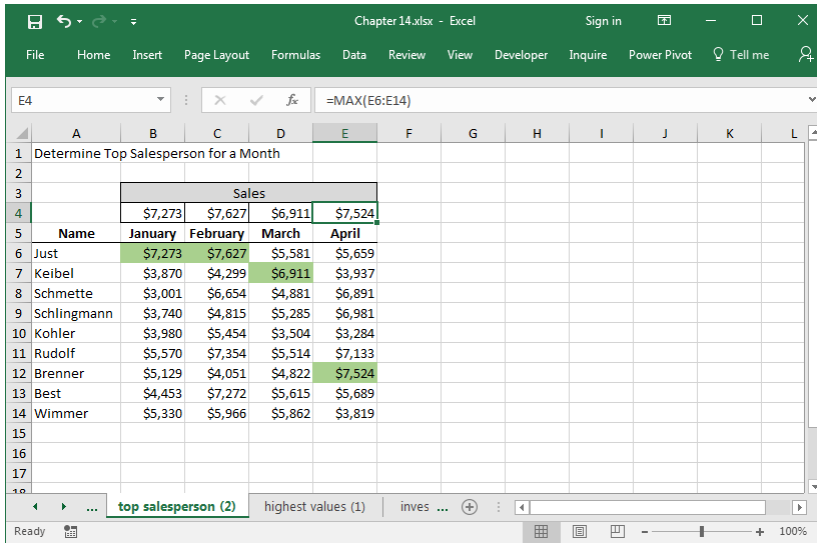 Chapter 14.xlsx - Excel Sign in
File Home Insert Page Layout Formulas Data Review View Developer Inquire Power Pivot Tell me
E4 fx =MAX(E6:E14)
A B C D E F G H I J K L
1 Determine Top Salesperson for a Month
2
3 Sales
4 $7,273 $7,627 $6,911 $7,524
5 Name January February March April
6 Just $7,273 $7,627 $5,581 $5,659
7 Keibel $3,870 $4,299 $6,911 $3,937
8 Schmette $3,001 $6,654 $4,881 $6,891
9 Schlingmann $3,740 $4,815 $5,285 $6,981
10 Kohler $3,980 $5,454 $3,504 $3,284
11 Rudolf $5,570 $7,354 $5,514 $7,133
12 Brenner $5,129 $4,051 $4,822 $7,524
13 Best $4,453 $7,272 $5,615 $5,689
14 Wimmer $5,330 $5,966 $5,862 $3,819
15
16
17
18
... top salesperson (2) highest values (1) inves ...
Ready 100%